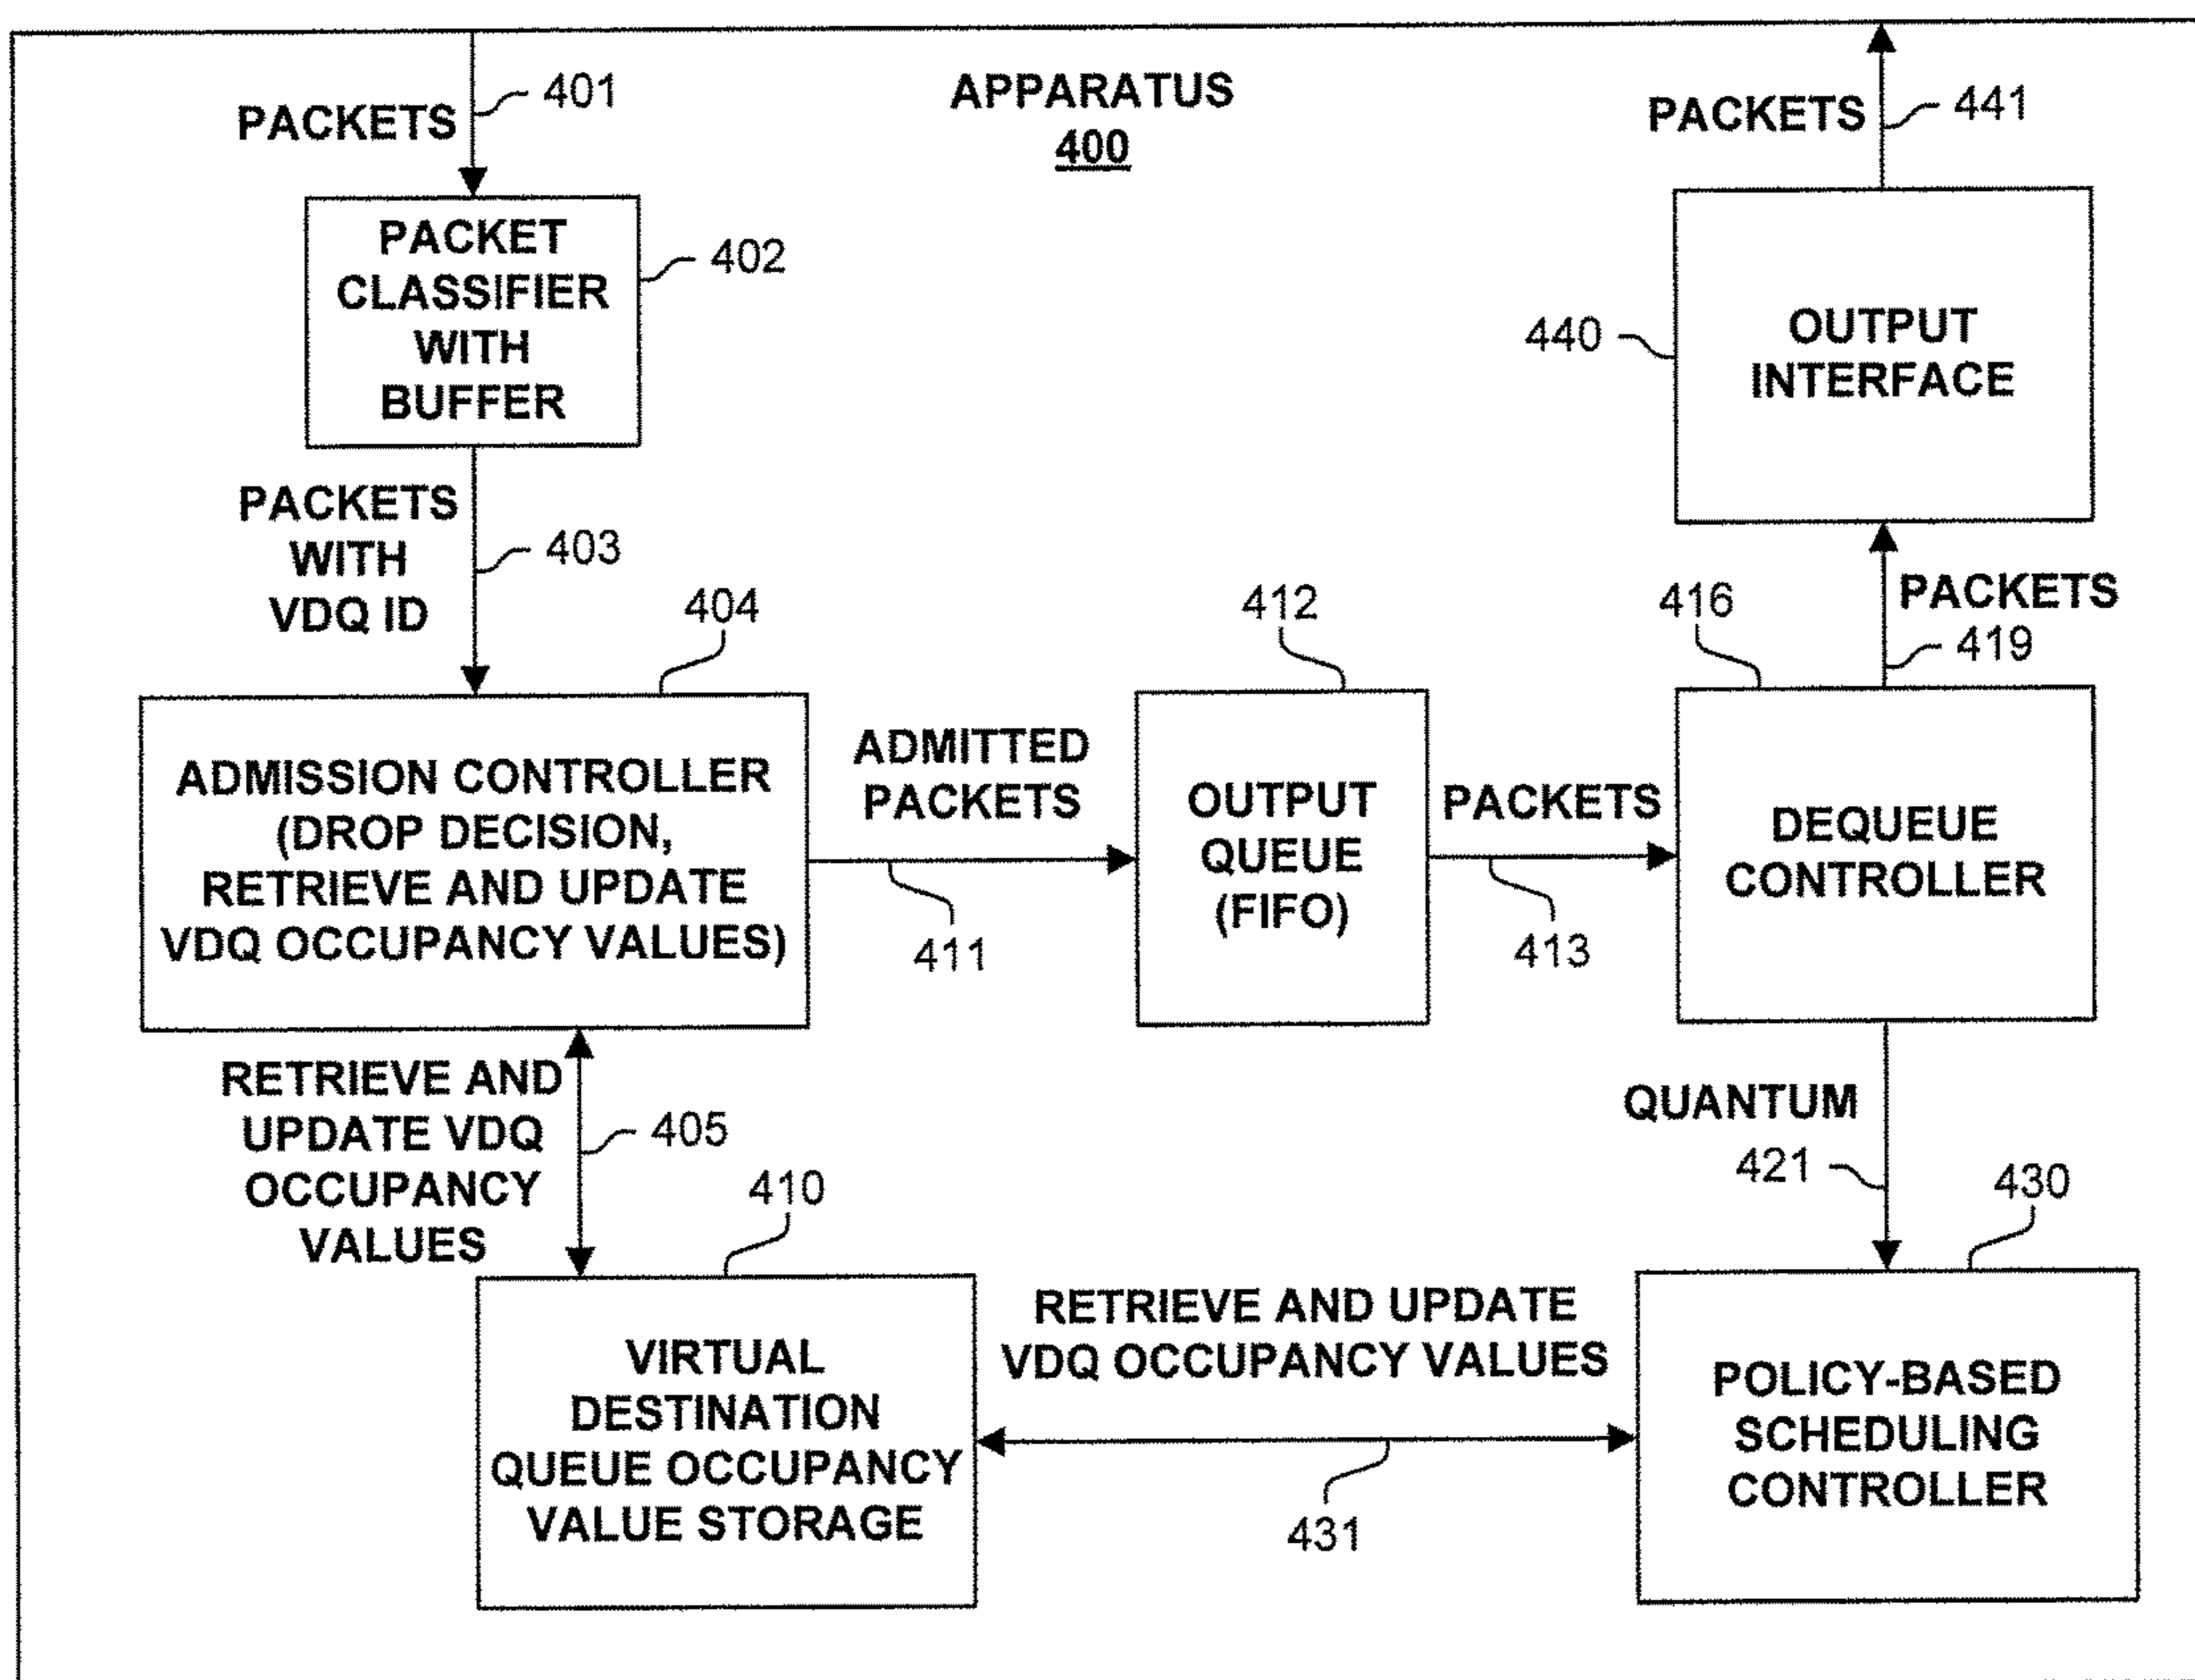 APPARATUS
400
PACKETS
401
PACKET
CLASSIFIER
WITH
BUFFER
402
PACKETS
WITH
VDQ ID
403
404
ADMISSION CONTROLLER
(DROP DECISION,
RETRIEVE AND UPDATE
VDQ OCCUPANCY VALUES)
ADMITTED
PACKETS
411
412
OUTPUT
QUEUE
(FIFO)
PACKETS
413
416
DEQUEUE
CONTROLLER
PACKETS
419
440
OUTPUT
INTERFACE
PACKETS
441
RETRIEVE AND
UPDATE VDQ
OCCUPANCY
VALUES
405
410
VIRTUAL
DESTINATION
QUEUE OCCUPANCY
VALUE STORAGE
RETRIEVE AND UPDATE
VDQ OCCUPANCY VALUES
431
QUANTUM
421
430
POLICY-BASED
SCHEDULING
CONTROLLER